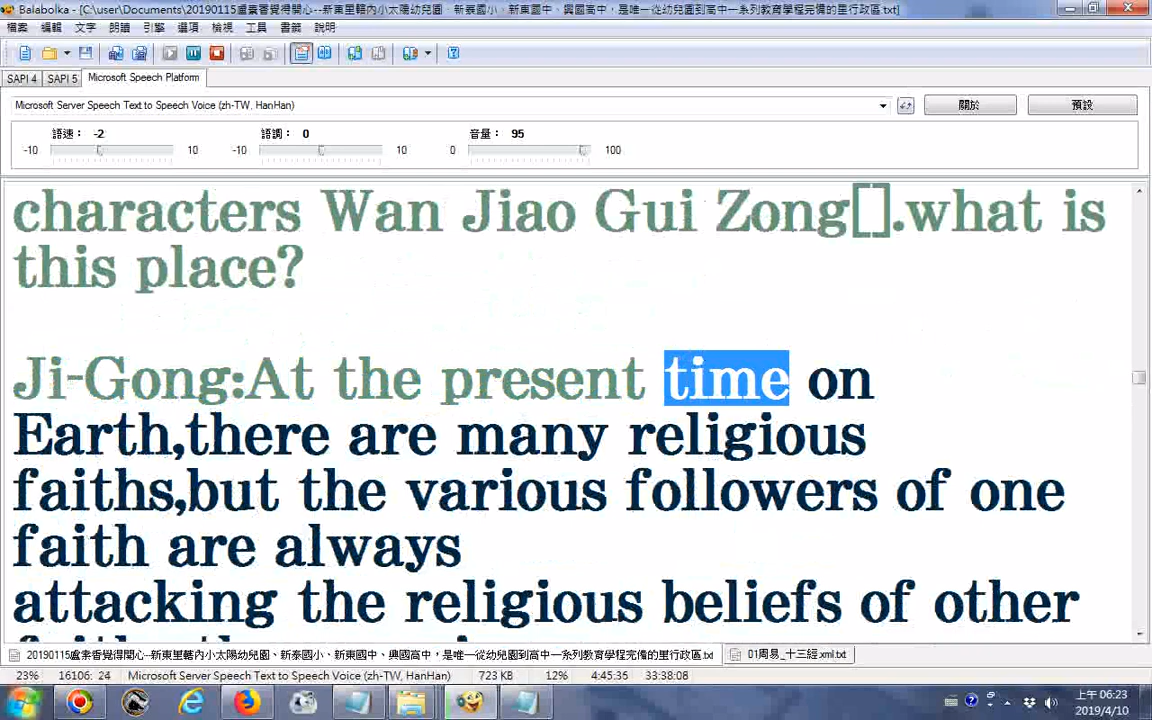 Balabolka - [C:\user\Documents\20190115盧素香覺得開心--新東里轄內小太陽幼兒園、新泰國小、新東國中、興國高中，是唯一從幼兒園到高中一系列教育學程完備的里行政區.txt]
檔案 編輯 文字 朗讀 引擎 選項 檢視 工具 書籤 說明
SAPI 4 SAPI 5 Microsoft Speech Platform
Microsoft Server Speech Text to Speech Voice (zh-TW, HanHan) 關於 預設
語速： -2 語調： 0 音量： 95
-10 10 -10 10 0 100
characters Wan Jiao Gui Zong[].what is
this place?
Ji-Gong:At the present time on
Earth,there are many religious
faiths,but the various followers of one
faith are always
attacking the religious beliefs of other
20190115盧素香覺得開心--新東里轄內小太陽幼兒園、新泰國小、新東國中、興國高中，是唯一從幼兒園到高中一系列教育學程完備的里行政區.txt 01周易_十三經.xml.txt
23% 16106: 24 Microsoft Server Speech Text to Speech Voice (zh-TW, HanHan) 723 KB 12% 4:45:35 33:38:08
上午 06:23
2019/4/10